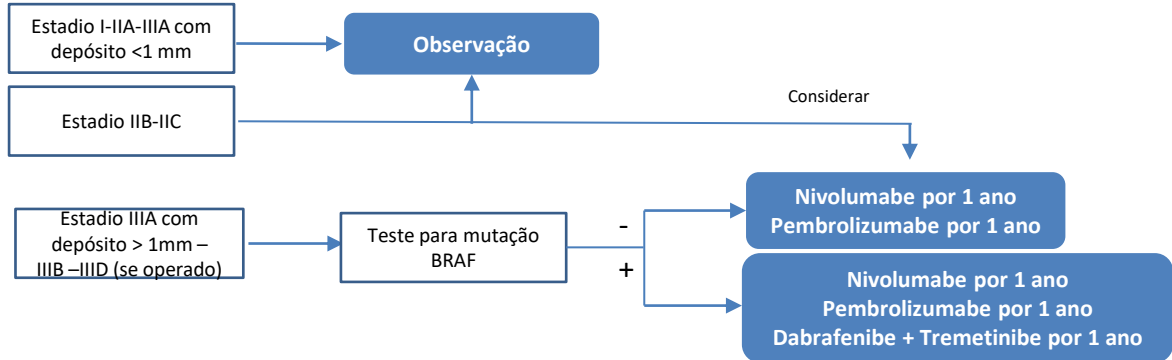 Estadio I-IIA-IIIA com
depósito <1 mm
Observação
Considerar
Estadio IIB-IIC
Nivolumabe por 1 ano
Pembrolizumabe por 1 ano
Estadio IIIA com
depósito > 1mm –
IIIB –IIID (se operado)
Teste para mutação
BRAF
-
+
Nivolumabe por 1 ano
Pembrolizumabe por 1 ano
Dabrafenibe + Tremetinibe por 1 ano